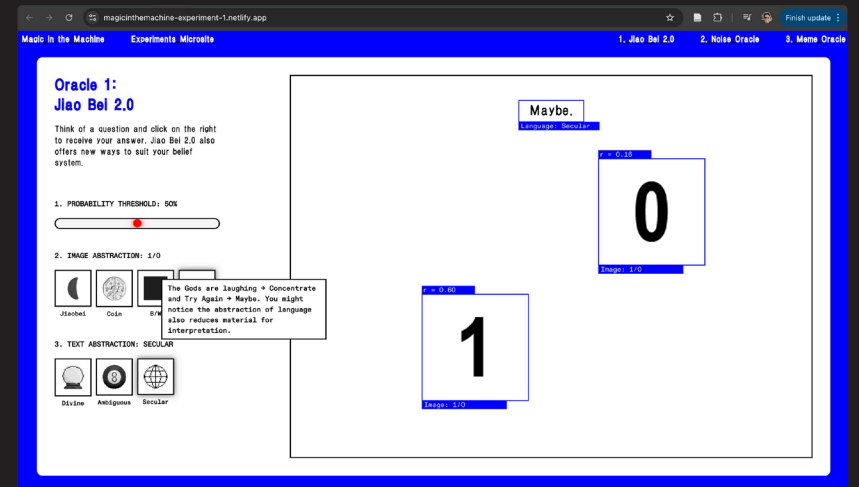 magicinthemachine-experiment-1.netlify.app
Finish update
Magic in the Machine Experiments Microsite 1. Jiao Bei 2.0 2. Noise Oracle 3. Meme Oracle
Oracle 1:
Jiao Bei 2.0
Think of a question and click on the right
to receive your answer. Jiao Bei 2.0 also
offers new ways to suit your belief
system.
1. PROBABILITY THRESHOLD: 50%
2. IMAGE ABSTRACTION: 1/0
Jiaobei Coin B/W
The Gods are laughing → Concentrate
and Try Again → Maybe. You might
notice the abstraction of language
also reduces material for
interpretation.
3. TEXT ABSTRACTION: SECULAR
8
Divine Ambiguous Secular
Maybe.
Language: Secular
r = 0.16
0
Image: 1/0
r = 0.60
1
Image: 1/0